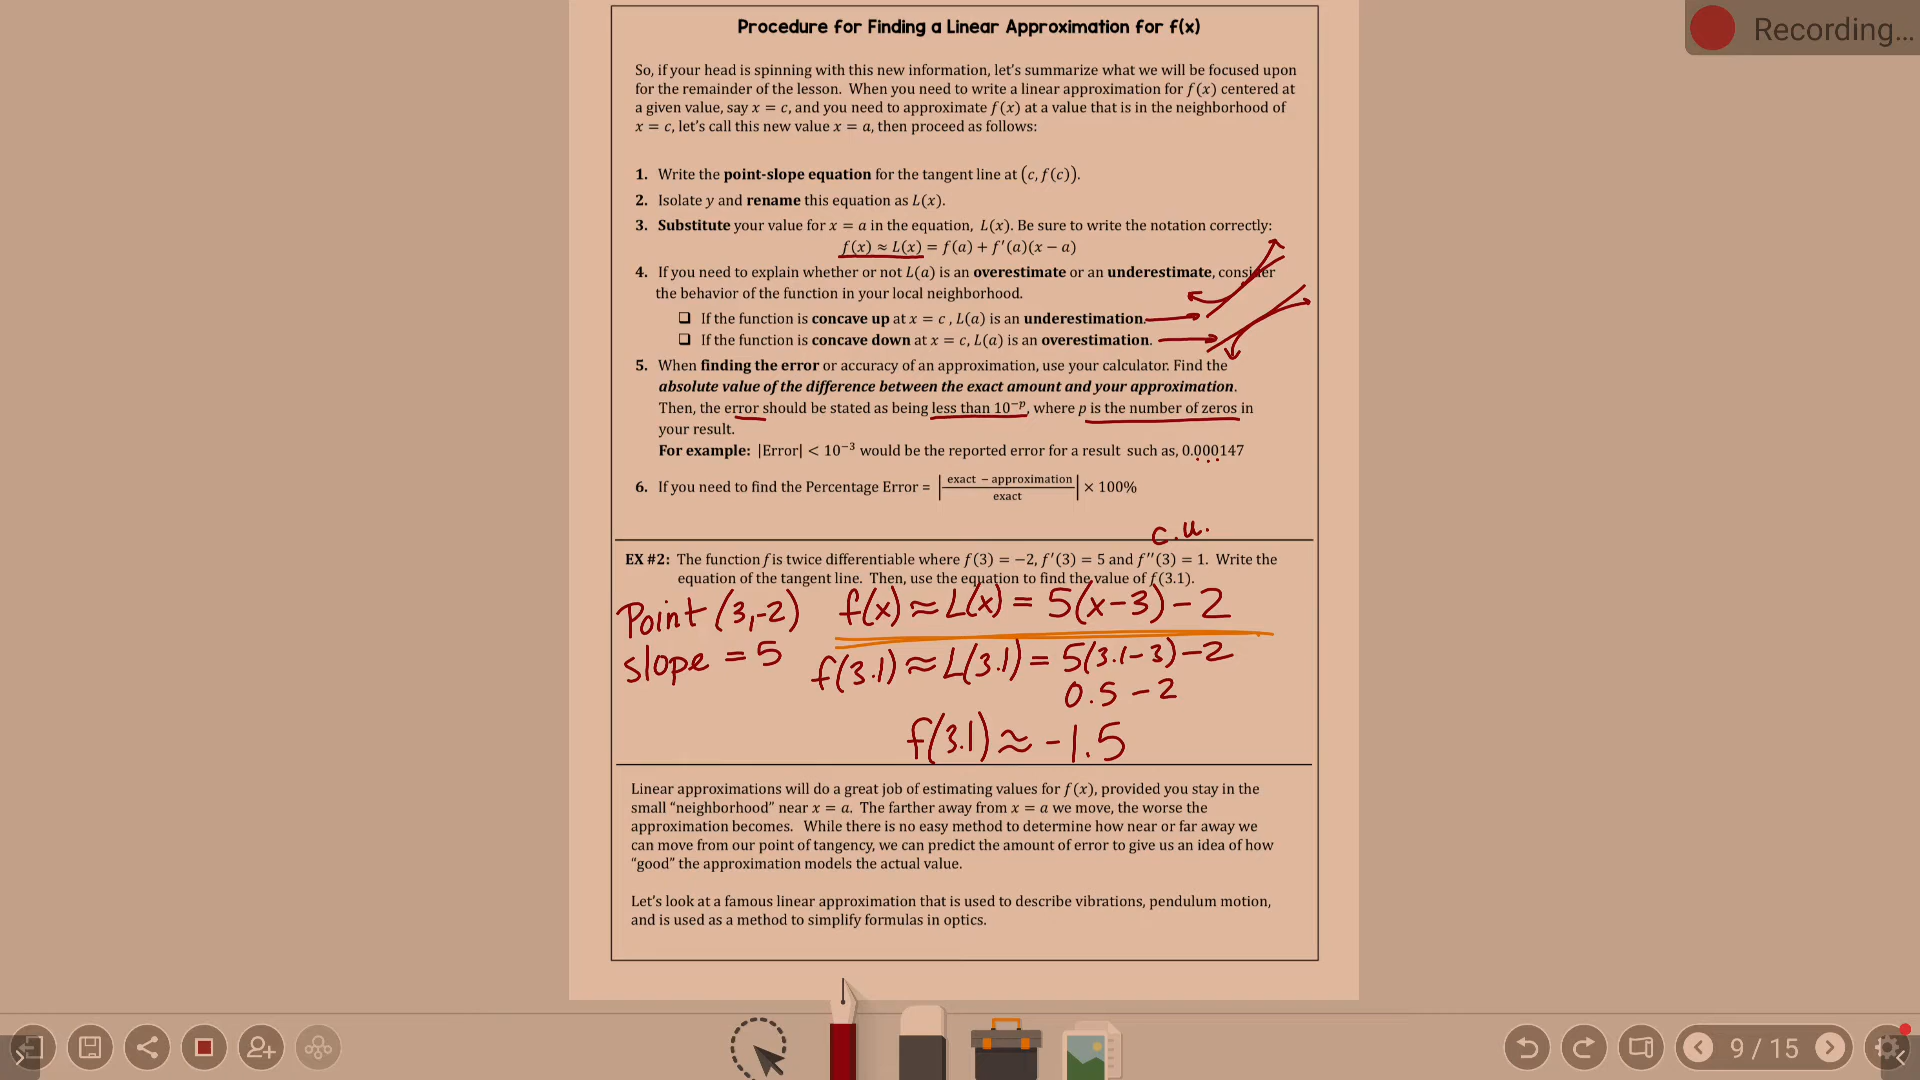 Recording...
Procedure for Finding a Linear Approximation for f(x)
So, if your head is spinning with this new information, let's summarize what we will be focused upon
for the remainder of the lesson. When you need to write a linear approximation for f(x) centered at
a given value, say x = c, and you need to approximate f(x) at a value that is in the neighborhood of
x = c, let's call this new value x = a, then proceed as follows:
1. Write the point-slope equation for the tangent line at (c, f(c)).
2. Isolate y and rename this equation as L(x).
3. Substitute your value for x = a in the equation, L(x). Be sure to write the notation correctly:
f(x) ≈ L(x) = f(a) + f'(a)(x − a)
4. If you need to explain whether or not L(a) is an overestimate or an underestimate, consider
the behavior of the function in your local neighborhood.
❑ If the function is concave up at x = c , L(a) is an underestimation.
❑ If the function is concave down at x = c, L(a) is an overestimation.
5. When finding the error or accuracy of an approximation, use your calculator. Find the
absolute value of the difference between the exact amount and your approximation.
Then, the error should be stated as being less than 10⁻ᵖ, where p is the number of zeros in
your result.
For example: |Error| < 10⁻³ would be the reported error for a result such as, 0.000147
6. If you need to find the Percentage Error = |exact − approximation / exact| × 100%
c.u.
EX #2: The function f is twice differentiable where f(3) = −2, f'(3) = 5 and f''(3) = 1. Write the
equation of the tangent line. Then, use the equation to find the value of f(3.1).
Point (3,-2) f(x) ≈ L(x) = 5(x-3)-2
slope = 5 f(3.1) ≈ L(3.1) = 5(3.1-3)-2
0.5 - 2
f(3.1) ≈ -1.5
Linear approximations will do a great job of estimating values for f(x), provided you stay in the
small "neighborhood" near x = a. The farther away from x = a we move, the worse the
approximation becomes. While there is no easy method to determine how near or far away we
can move from our point of tangency, we can predict the amount of error to give us an idea of how
"good" the approximation models the actual value.
Let's look at a famous linear approximation that is used to describe vibrations, pendulum motion,
and is used as a method to simplify formulas in optics.
9 / 15